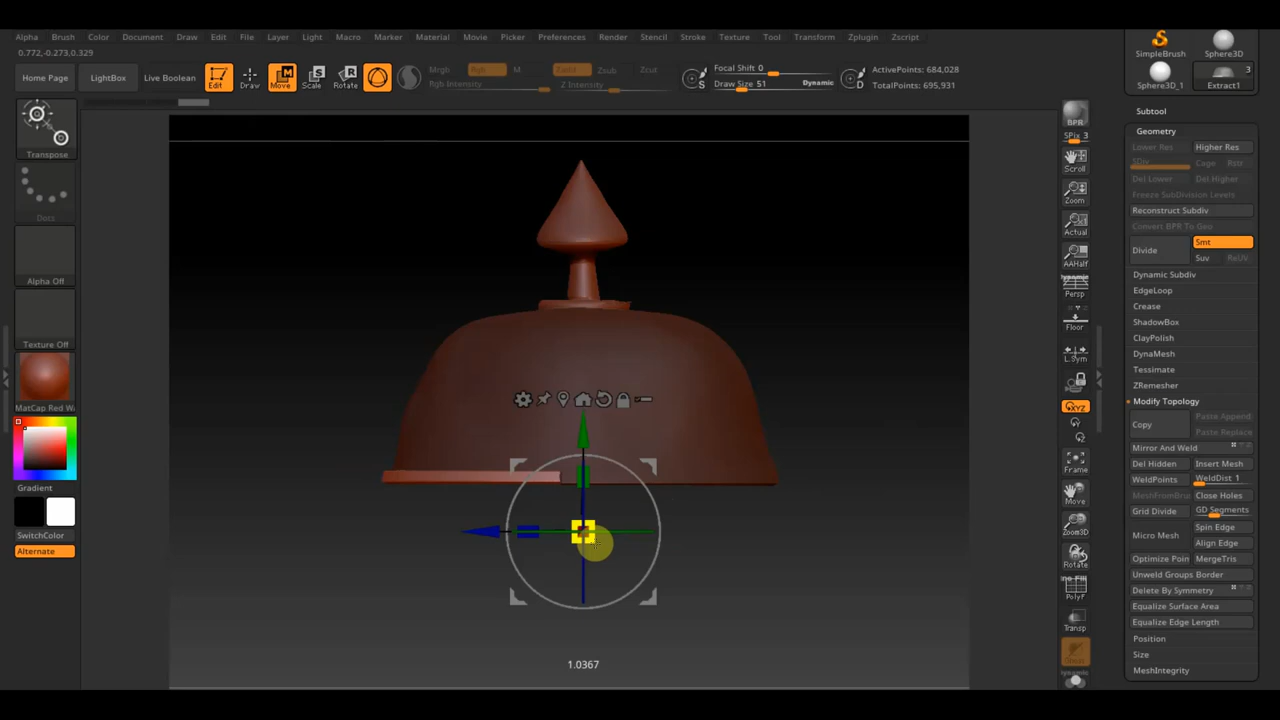 Alpha Brush Color Document Draw Edit File Layer Light Macro Marker Material Movie Picker Preferences Render Stencil Stroke Texture Tool Transform Zplugin Zscript
0.772,-0.273,0.329
Home Page LightBox Live Boolean Edit Draw Move Scale Rotate
Mrgb Rgb M Zadd Zsub Zcut
Rgb Intensity Z Intensity
S Focal Shift 0
Draw Size 51 Dynamic D
ActivePoints: 684,028
TotalPoints: 695,931
Transpose
Dots
Alpha Off
Texture Off
MatCap Red Wa
Gradient
SwitchColor
Alternate
1.0367
BPR
SPix 3
Scroll
Zoom
Actual
AAHalf
Persp
Floor
L.Sym
XYZ
Frame
Move
Zoom3D
Rotate
PolyF
Transp
SimpleBrush Sphere3D
3
Sphere3D_1 Extract1
Subtool
Geometry
Lower Res Higher Res
SDiv Cage Rstr
Del Lower Del Higher
Freeze SubDivision Levels
Reconstruct Subdiv
Convert BPR To Geo
Divide Smt
Suv ReUV
Dynamic Subdiv
EdgeLoop
Crease
ShadowBox
ClayPolish
DynaMesh
Tessimate
ZRemesher
Modify Topology
Copy Paste Append
Paste Replace
Mirror And Weld
Del Hidden Insert Mesh
WeldPoints WeldDist 1
MeshFromBru Close Holes
Grid Divide GD Segments
Micro Mesh Spin Edge
Align Edge
Optimize Poin MergeTris
Unweld Groups Border
Delete By Symmetry
Equalize Surface Area
Equalize Edge Length
Position
Size
MeshIntegrity